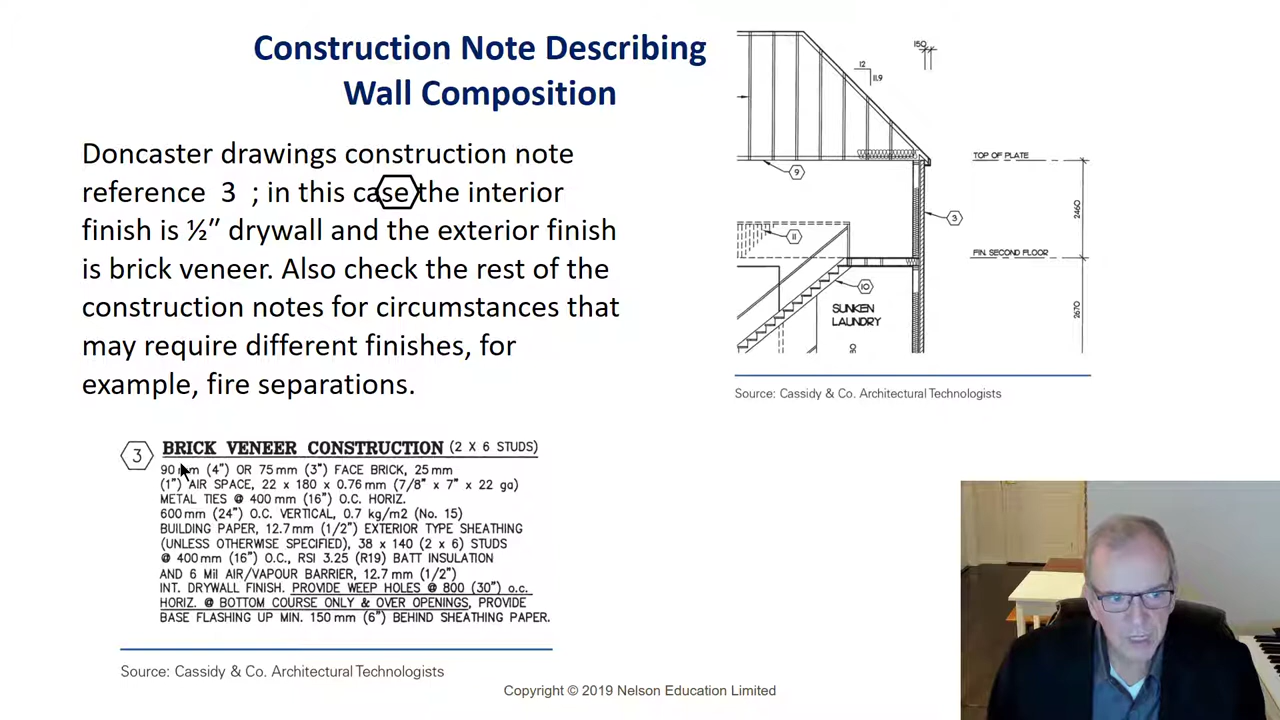 Construction Note Describing
Wall Composition
Doncaster drawings construction note
reference 3 ; in this case the interior
finish is ½″ drywall and the exterior finish
is brick veneer. Also check the rest of the
construction notes for circumstances that
may require different finishes, for
example, fire separations.
150
12
11.9
TOP OF PLATE
9
2460
3
11
FIN. SECOND FLOOR
10
SUNKEN
LAUNDRY
2670
Source: Cassidy & Co. Architectural Technologists
3 BRICK VENEER CONSTRUCTION (2 X 6 STUDS)
90 mm (4") OR 75 mm (3") FACE BRICK, 25 mm
(1") AIR SPACE, 22 x 180 x 0.76 mm (7/8" x 7" x 22 ga)
METAL TIES @ 400 mm (16") O.C. HORIZ.
600 mm (24") O.C. VERTICAL, 0.7 kg/m2 (No. 15)
BUILDING PAPER, 12.7 mm (1/2") EXTERIOR TYPE SHEATHING
(UNLESS OTHERWISE SPECIFIED), 38 x 140 (2 x 6) STUDS
@ 400 mm (16") O.C., RSI 3.25 (R19) BATT INSULATION
AND 6 Mil AIR/VAPOUR BARRIER, 12.7 mm (1/2")
INT. DRYWALL FINISH. PROVIDE WEEP HOLES @ 800 (30") o.c.
HORIZ. @ BOTTOM COURSE ONLY & OVER OPENINGS, PROVIDE
BASE FLASHING UP MIN. 150 mm (6") BEHIND SHEATHING PAPER.
Source: Cassidy & Co. Architectural Technologists
Copyright © 2019 Nelson Education Limited